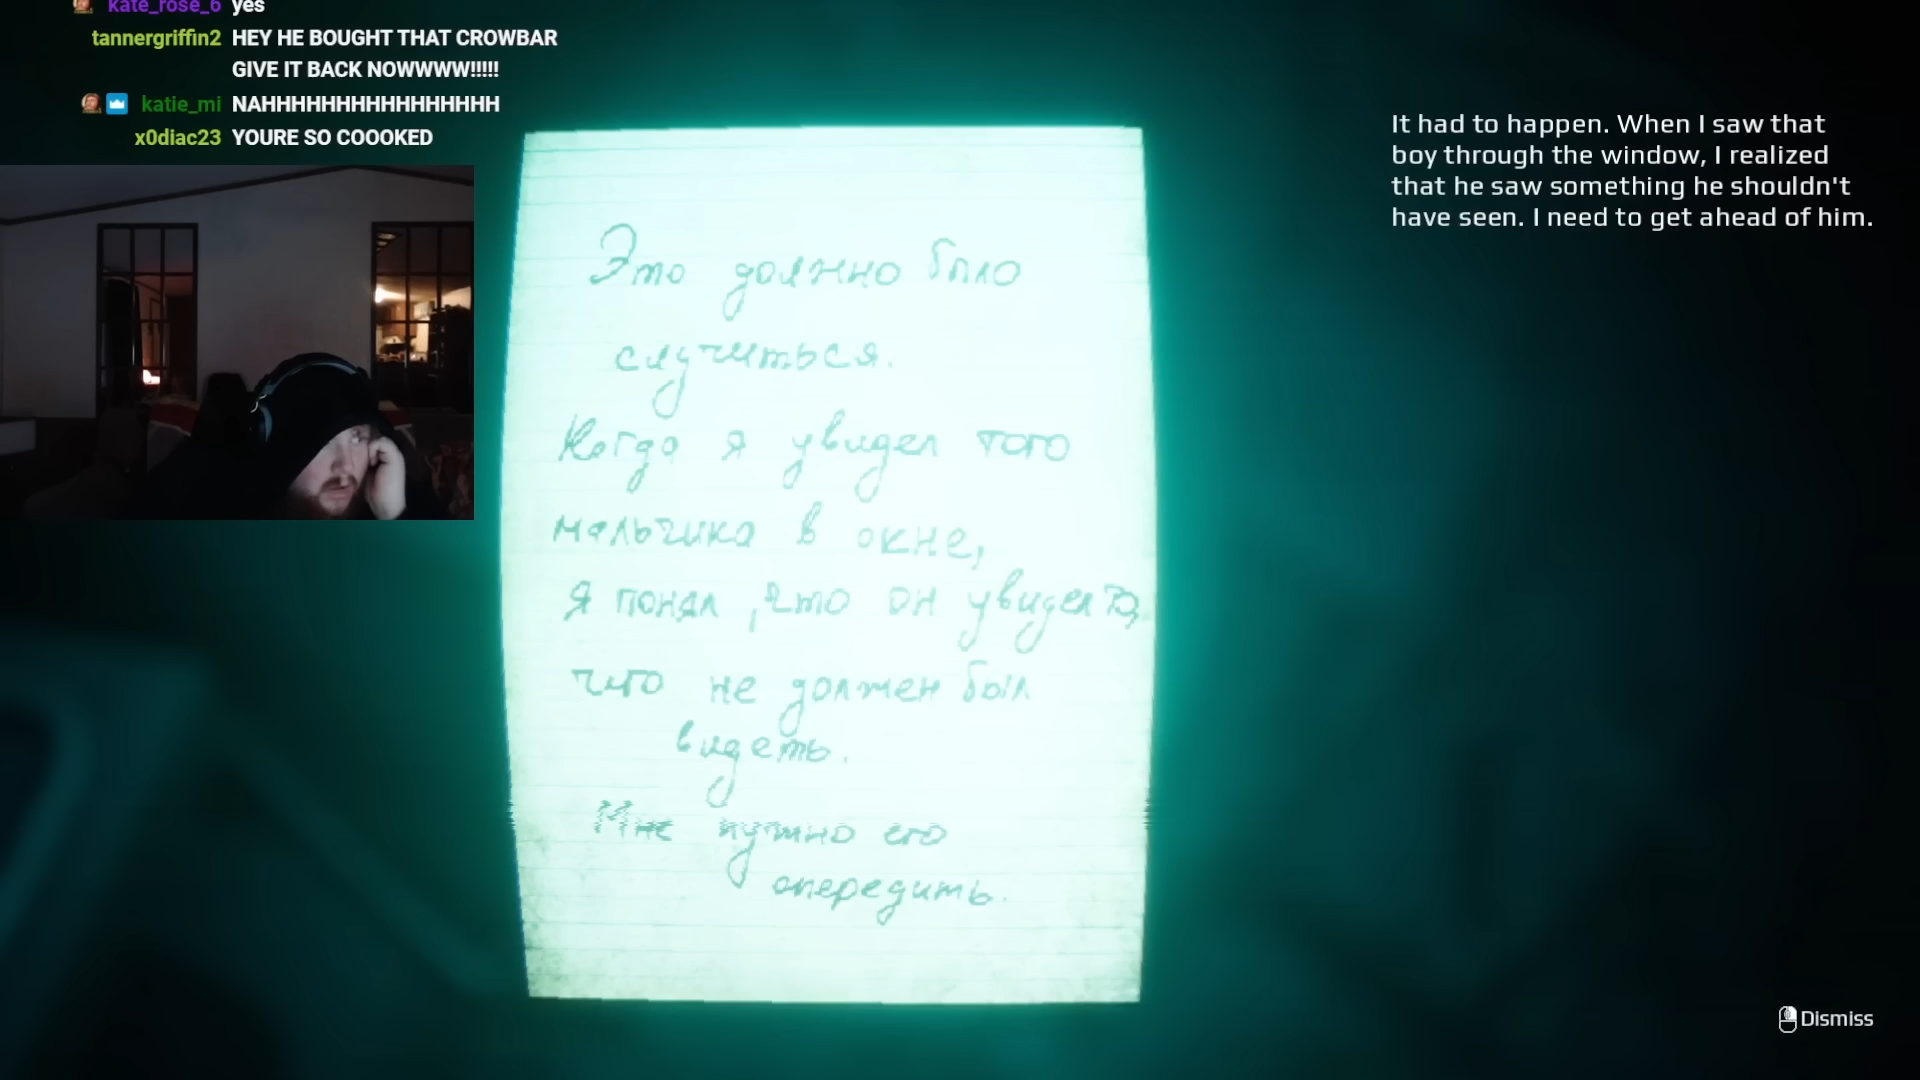 kate_rose_6 yes
tannergriffin2 HEY HE BOUGHT THAT CROWBAR
GIVE IT BACK NOWWWW!!!!!
katie_mi NAHHHHHHHHHHHHHHHH
x0diac23 YOURE SO COOOKED
Это должно было
случиться.
Когда я увидел того
мальчика в окне,
я понял, что он увидел то,
что не должен был
видеть.
Мне нужно его
опередить.
It had to happen. When I saw that
boy through the window, I realized
that he saw something he shouldn't
have seen. I need to get ahead of him.
Dismiss